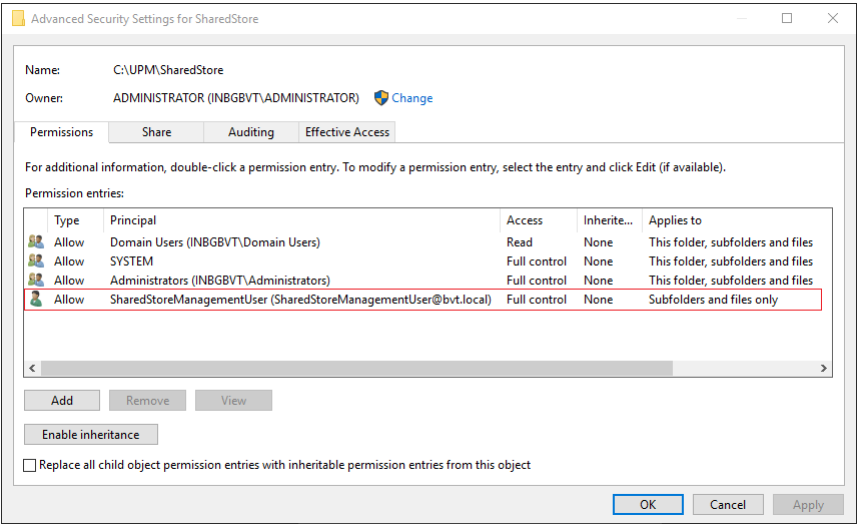 Advanced Security Settings for SharedStore
Name: C:\UPM\SharedStore
Owner: ADMINISTRATOR (INBGBVT\ADMINISTRATOR) Change
Permissions Share Auditing Effective Access
For additional information, double-click a permission entry. To modify a permission entry, select the entry and click Edit (if available).
Permission entries:
Type Principal Access Inherite... Applies to
Allow Domain Users (INBGBVT\Domain Users) Read None This folder, subfolders and files
Allow SYSTEM Full control None This folder, subfolders and files
Allow Administrators (INBGBVT\Administrators) Full control None This folder, subfolders and files
Allow SharedStoreManagementUser (SharedStoreManagementUser@bvt.local) Full control None Subfolders and files only
Add Remove View
Enable inheritance
Replace all child object permission entries with inheritable permission entries from this object
OK Cancel Apply